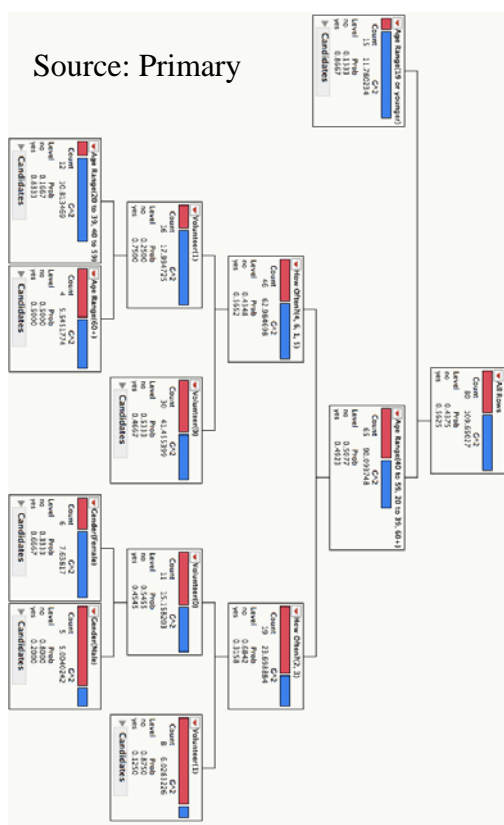 Source: Primary
All Rows
Count G^2
80 109.65027
Level Prob
no 0.4375
yes 0.5625
Age Range(19 or younger)
Count G^2
15 11.780234
Level Prob
no 0.1333
yes 0.8667
Candidates
Age Range(40 to 59, 20 to 39, 60+)
Count G^2
65 90.093748
Level Prob
no 0.5077
yes 0.4923
How Often?(4, 6, 1, 5)
Count G^2
46 62.984698
Level Prob
no 0.4348
yes 0.5652
How Often?(2, 3)
Count G^2
19 23.698884
Level Prob
no 0.6842
yes 0.3158
Volunteer(1)
Count G^2
16 17.994725
Level Prob
no 0.2500
yes 0.7500
Volunteer(0)
Count G^2
30 41.455399
Level Prob
no 0.5333
yes 0.4667
Candidates
Volunteer(0)
Count G^2
11 15.158203
Level Prob
no 0.5455
yes 0.4545
Volunteer(1)
Count G^2
8 6.0283226
Level Prob
no 0.8750
yes 0.1250
Candidates
Age Range(20 to 39, 40 to 59)
Count G^2
12 10.813469
Level Prob
no 0.1667
yes 0.8333
Candidates
Age Range(60+)
Count G^2
4 5.5451774
Level Prob
no 0.5000
yes 0.5000
Candidates
Gender(Female)
Count G^2
6 7.63817
Level Prob
no 0.3333
yes 0.6667
Candidates
Gender(Male)
Count G^2
5 5.0040242
Level Prob
no 0.8000
yes 0.2000
Candidates